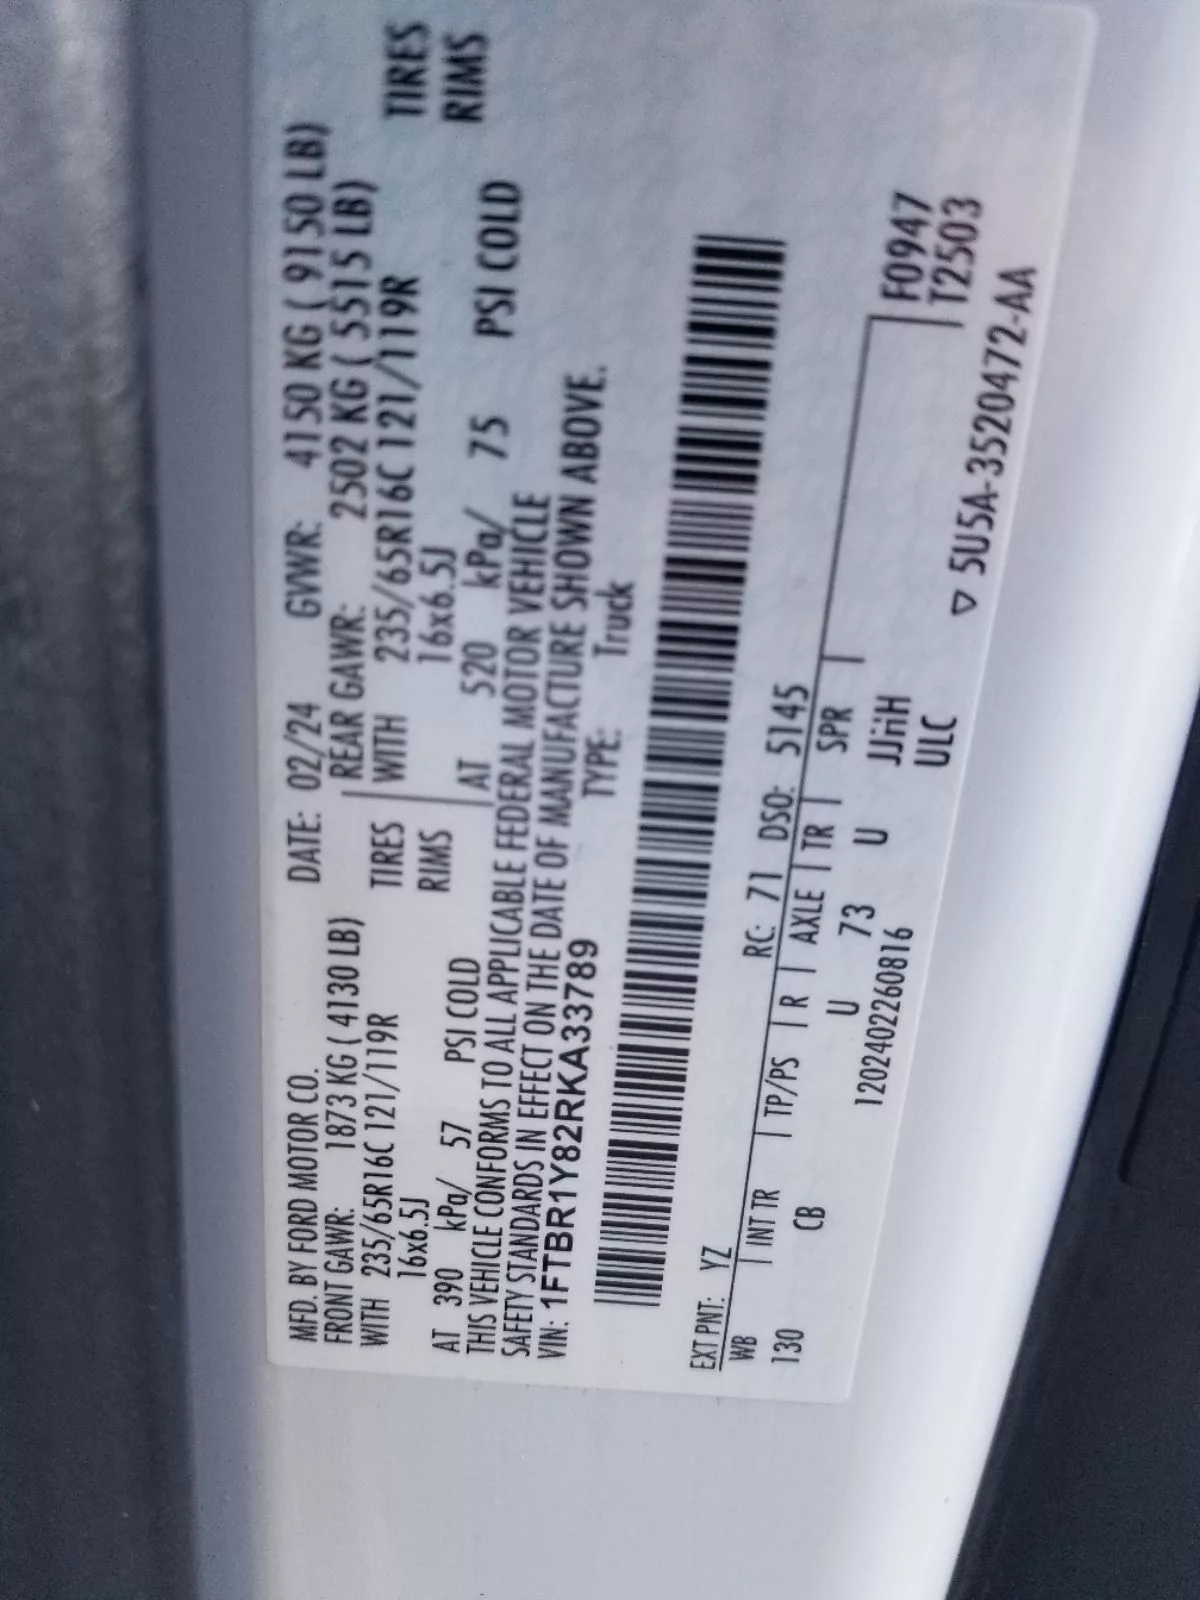 MFD. BY FORD MOTOR CO. DATE: 02/24 GVWR: 4150 KG ( 9150 LB)
FRONT GAWR: 1873 KG ( 4130 LB) REAR GAWR: 2502 KG ( 5515 LB)
WITH 235/65R16C 121/119R TIRES WITH 235/65R16C 121/119R TIRES
16x6.5J RIMS 16x6.5J RIMS
AT 390 kPa/ 57 PSI COLD AT 520 kPa/ 75 PSI COLD
THIS VEHICLE CONFORMS TO ALL APPLICABLE FEDERAL MOTOR VEHICLE
SAFETY STANDARDS IN EFFECT ON THE DATE OF MANUFACTURE SHOWN ABOVE.
VIN: 1FTBR1Y82RKA33789 TYPE: Truck
EXT PNT: YZ RC: 71 DSO: 5145
WB INT TR TP/PS R AXLE TR SPR F0947
130 CB U 73 U JJnH T2503
1202402260816 ULC
▽ 5U5A-3520472-AA